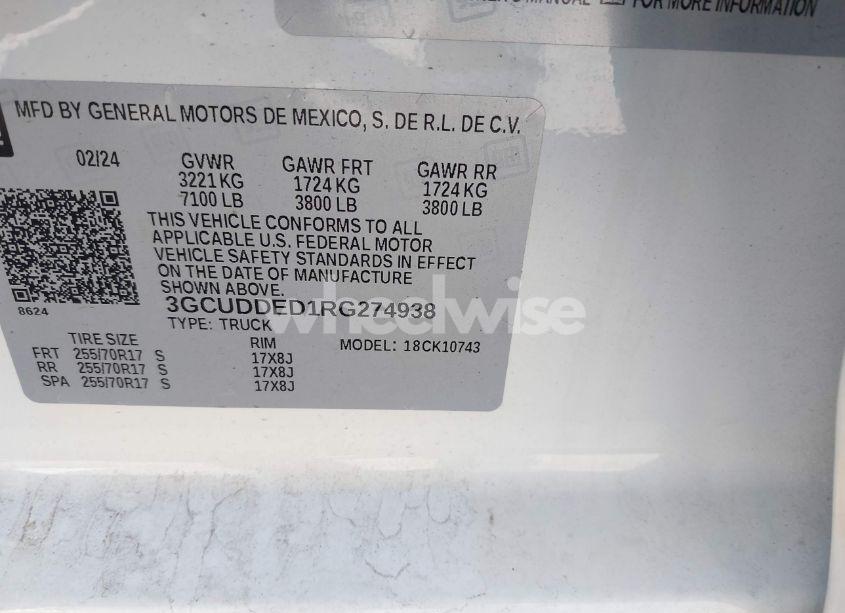 OWNER'S MANUAL FOR MORE INFORMATION
MFD BY GENERAL MOTORS DE MEXICO, S. DE R.L. DE C.V.
02/24 GVWR GAWR FRT GAWR RR
3221 KG 1724 KG 1724 KG
7100 LB 3800 LB 3800 LB
THIS VEHICLE CONFORMS TO ALL
APPLICABLE U.S. FEDERAL MOTOR
VEHICLE SAFETY STANDARDS IN EFFECT
ON THE DATE OF MANUFACTURE
SHOWN ABOVE.
8624
3GCUDDED1RG274938
TYPE: TRUCK
wheelwise
TIRE SIZE RIM MODEL: 18CK10743
FRT 255/70R17 S 17X8J
RR 255/70R17 S 17X8J
SPA 255/70R17 S 17X8J